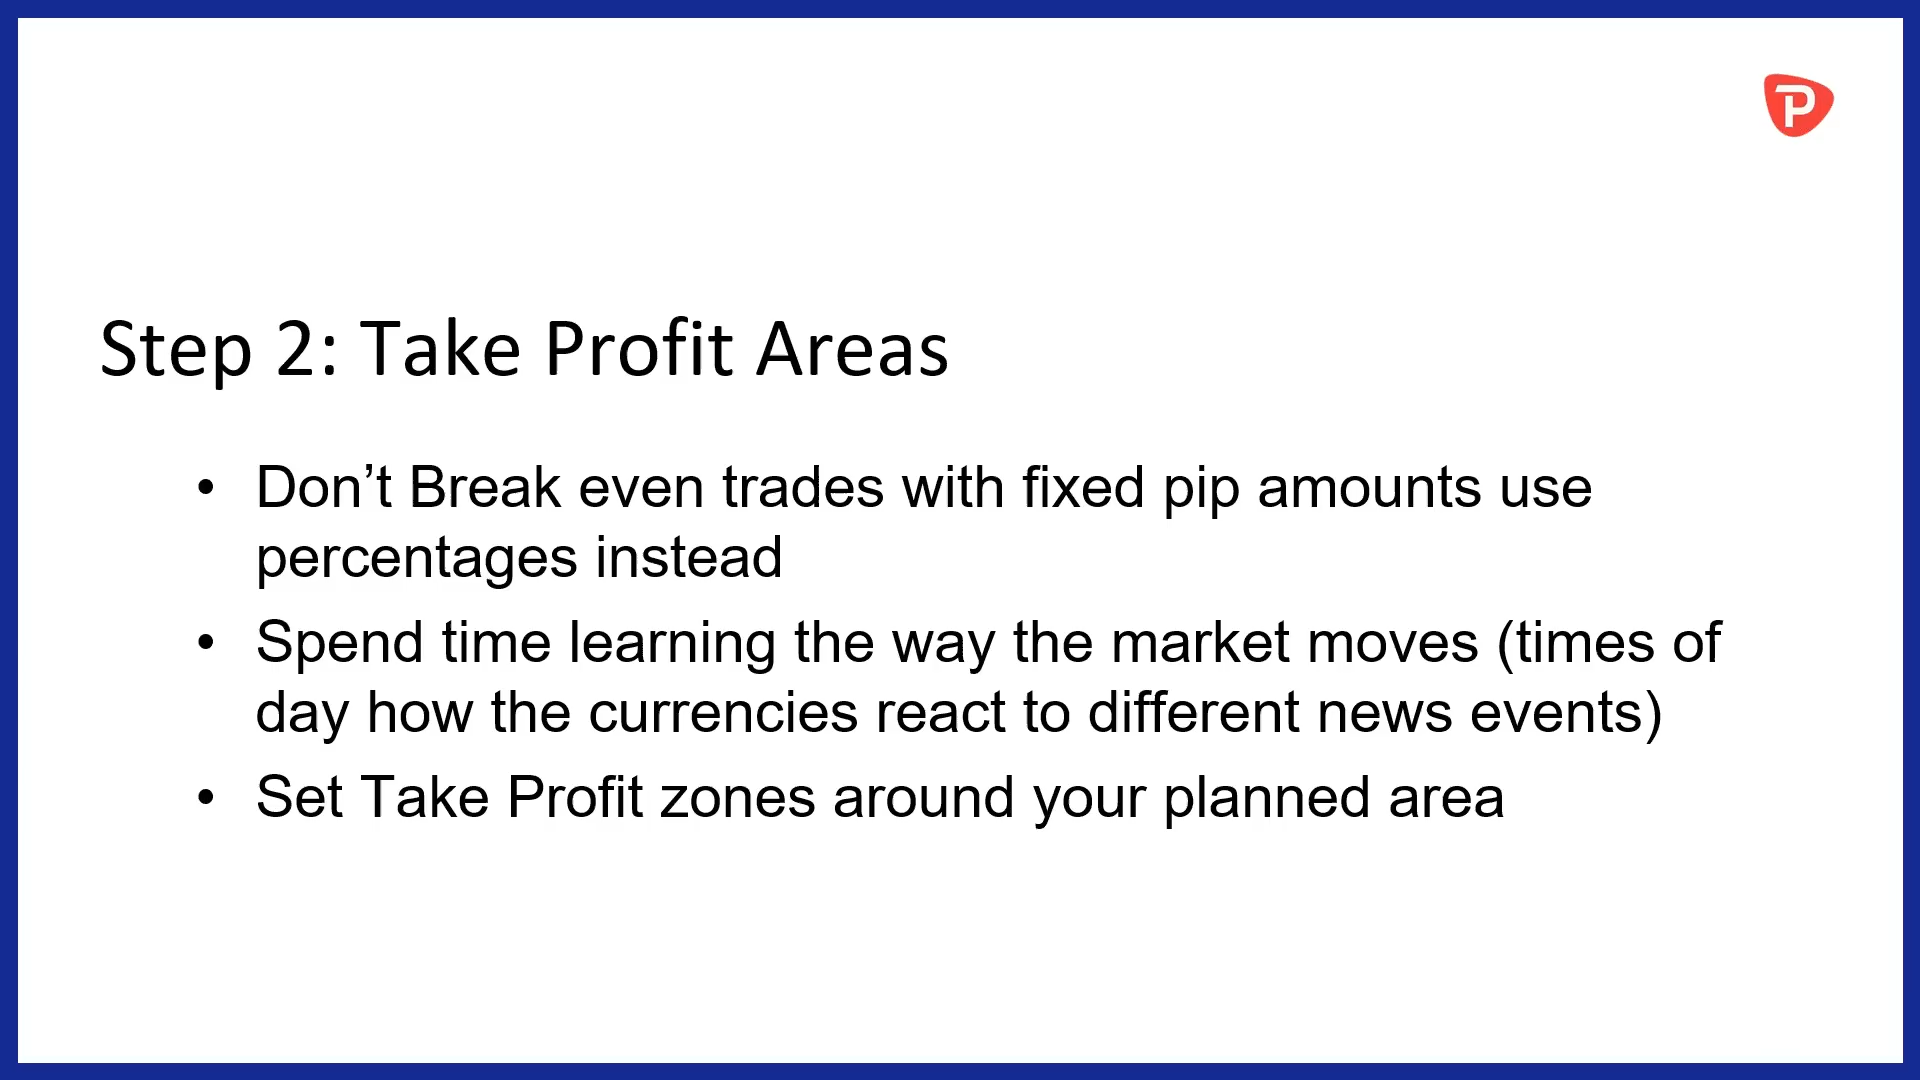 P
Step 2: Take Profit Areas
• Don’t Break even trades with fixed pip amounts use
percentages instead
• Spend time learning the way the market moves (times of
day how the currencies react to different news events)
• Set Take Profit zones around your planned area